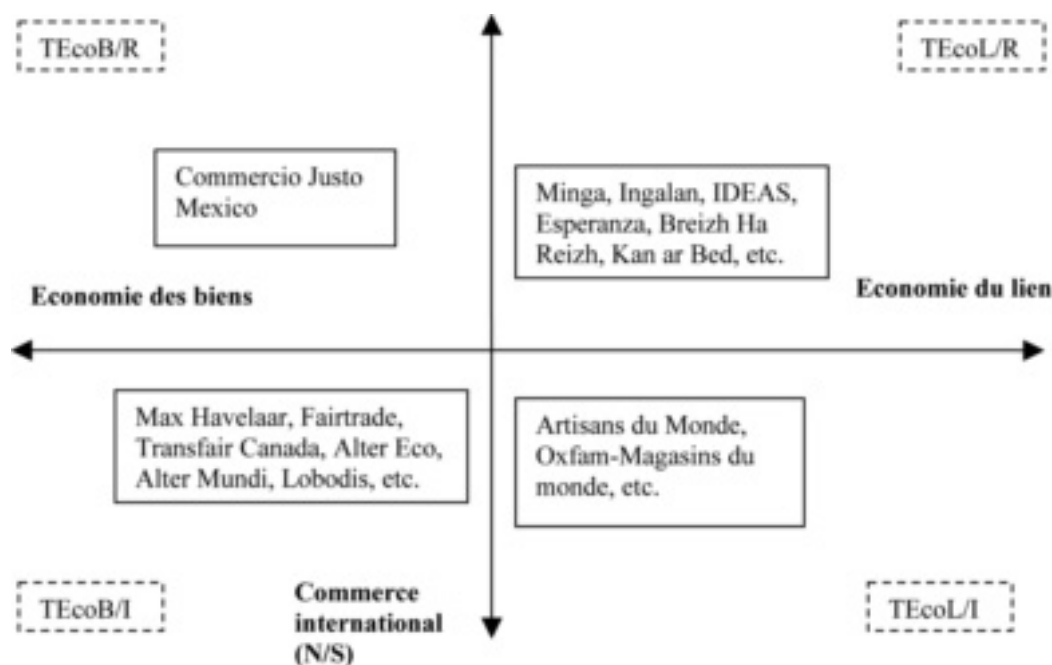 TEcoB/R
TEcoL/R
Commercio Justo
Mexico
Minga, Ingalan, IDEAS,
Esperanza, Breizh Ha
Reizh, Kan ar Bed, etc.
Economie des biens
Economie du lien
Max Havelaar, Fairtrade,
Transfair Canada, Alter Eco,
Alter Mundi, Lobodis, etc.
Artisans du Monde,
Oxfam-Magasins du
monde, etc.
TEcoB/I
Commerce
international
(N/S)
TEcoL/I